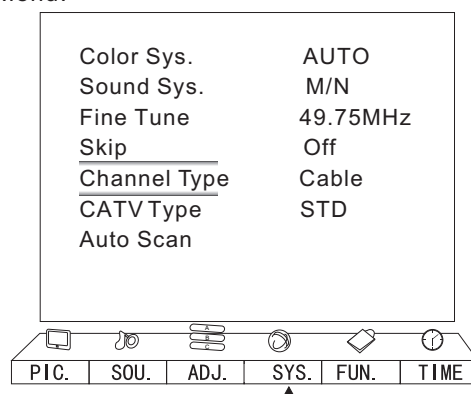 Color Sys. AUTO
Sound Sys. M/N
Fine Tune 49.75MHz
Skip Off
Channel Type Cable
CATV Type STD
Auto Scan
A
B
C
PIC. SOU. ADJ. SYS. FUN. TIME